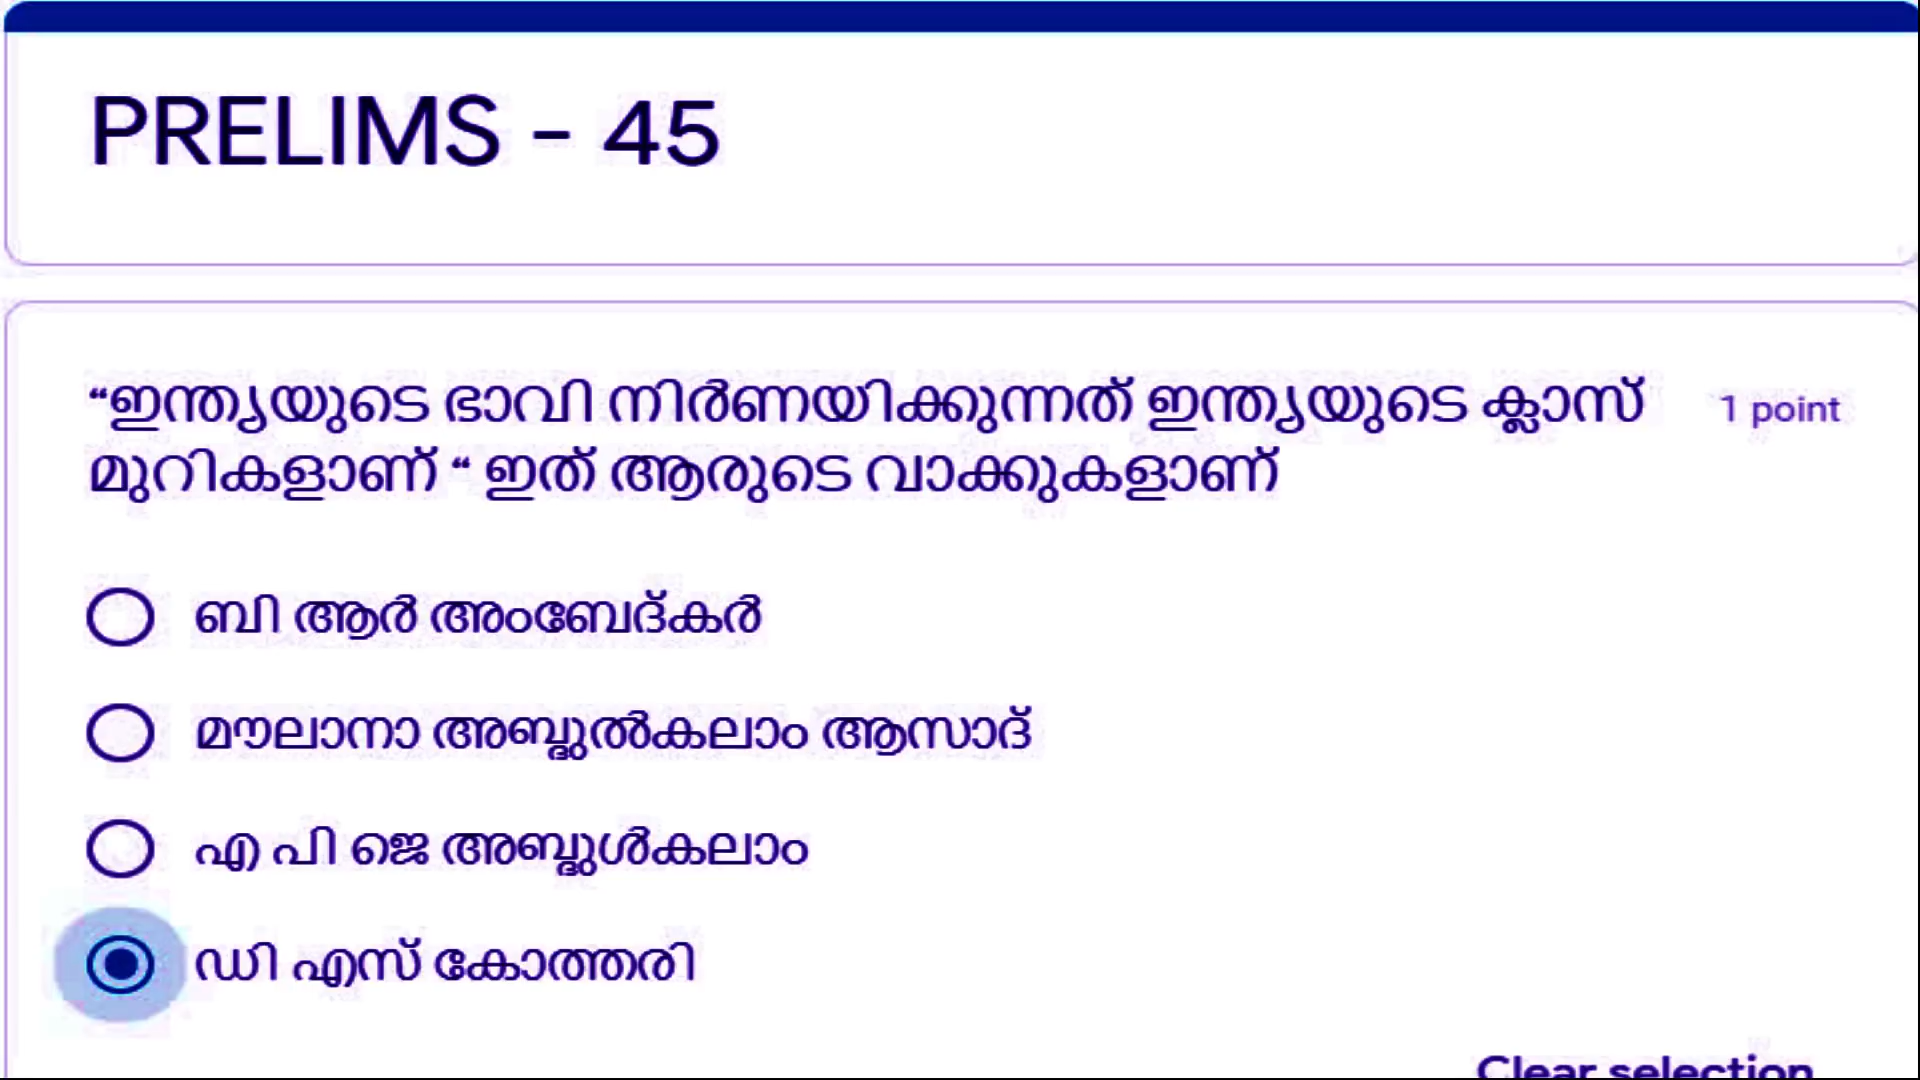 PRELIMS - 45
“ഇന്ത്യയുടെ ഭാവി നിർണയിക്കുന്നത് ഇന്ത്യയുടെ ക്ലാസ് 1 point
മുറികളാണ് “ ഇത് ആരുടെ വാക്കുകളാണ്
ബി ആർ അംബേദ്കർ
മൗലാനാ അബ്ദുൽകലാം ആസാദ്
എ പി ജെ അബ്ദുൾകലാം
ഡി എസ് കോത്തരി
Clear selection